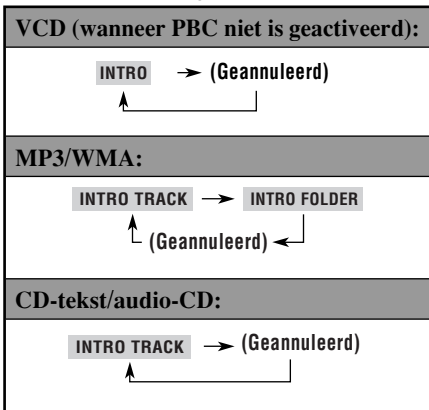 VCD (wanneer PBC niet is geactiveerd):
INTRO (Geannuleerd)
MP3/WMA:
INTRO TRACK INTRO FOLDER
(Geannuleerd)
CD-tekst/audio-CD:
INTRO TRACK (Geannuleerd)